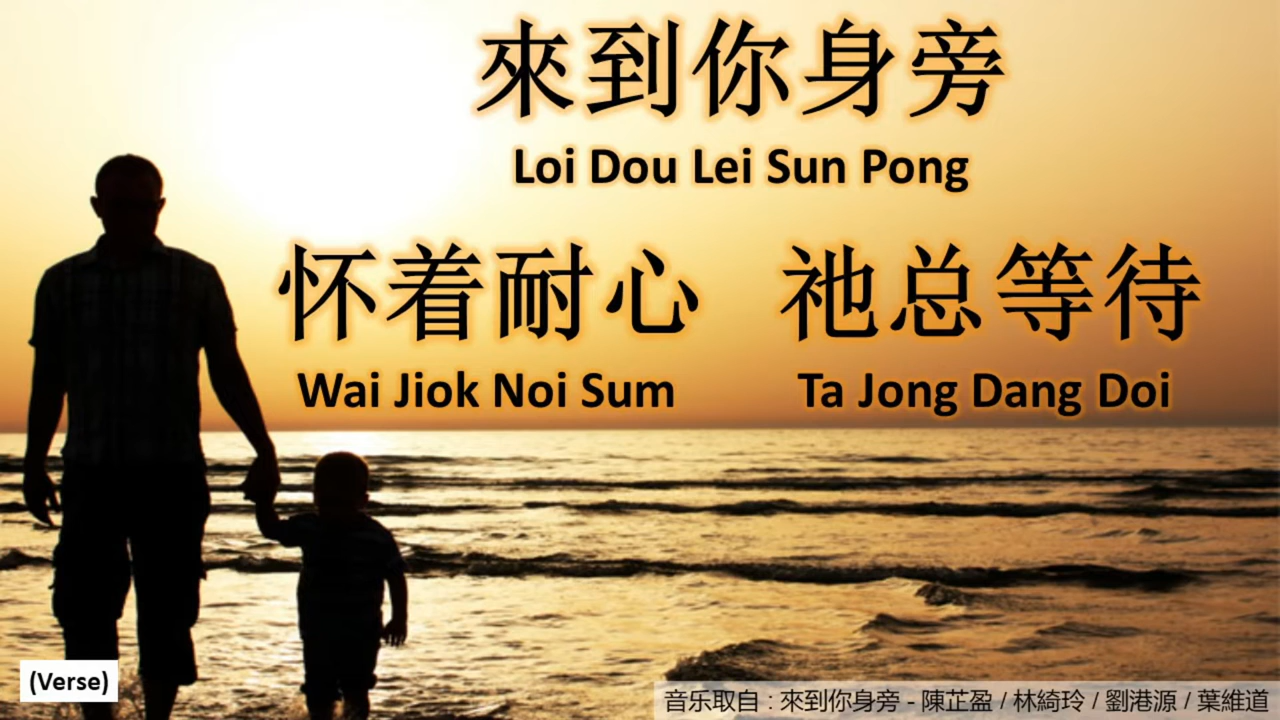 來到你身旁
Loi Dou Lei Sun Pong
怀着耐心 祂总等待
Wai Jiok Noi Sum Ta Jong Dang Doi
(Verse)
音乐取自 : 來到你身旁 - 陳芷盈 / 林綺玲 / 劉港源 / 葉維道